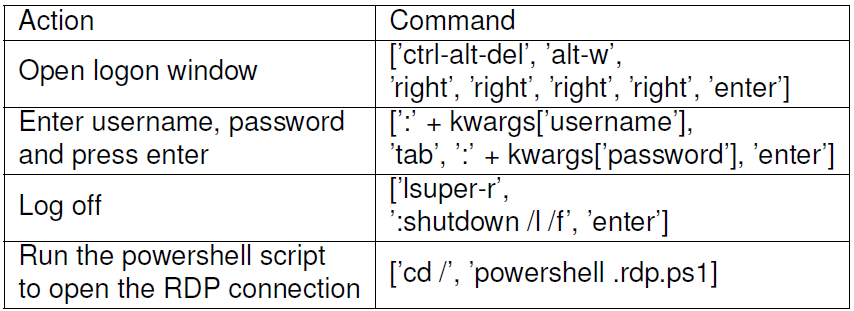 Action Command
Open logon window ['ctrl-alt-del', 'alt-w',
'right', 'right', 'right', 'right', 'enter']
Enter username, password [':' + kwargs['username'],
and press enter 'tab', ':' + kwargs['password'], 'enter']
Log off ['lsuper-r',
':shutdown /l /f', 'enter']
Run the powershell script
to open the RDP connection ['cd /', 'powershell .rdp.ps1]